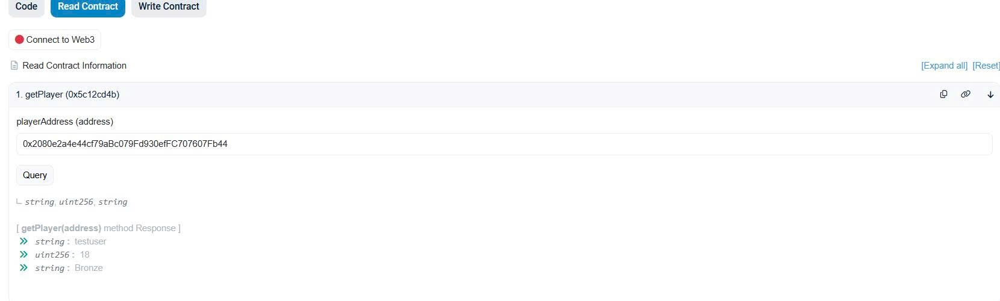 Code Read Contract Write Contract
Connect to Web3
Read Contract Information [Expand all] [Reset]
1. getPlayer (0x5c12cd4b)
playerAddress (address)
0x2080e2a4e44cf79aBc079Fd930efFC707607Fb44
Query
string, uint256, string
[ getPlayer(address) method Response ]
string : testuser
uint256 : 18
string : Bronze